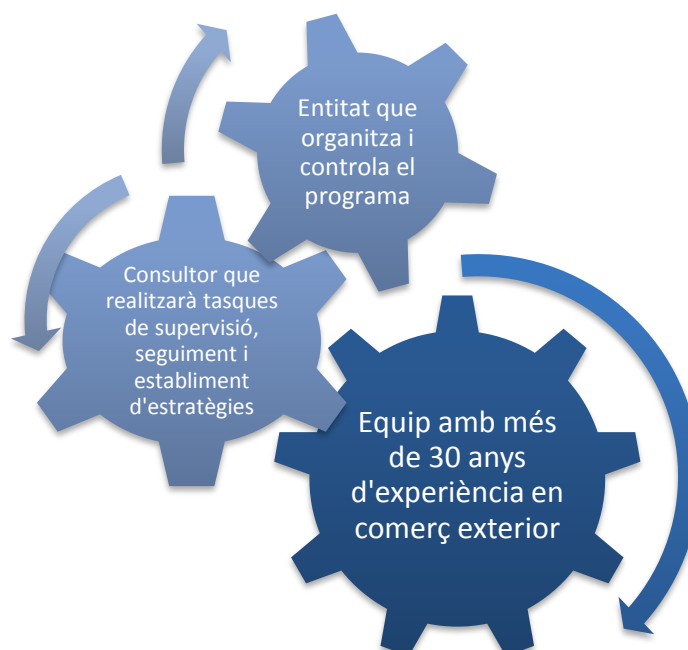 Entitat que
organitza i
controla el
programa
Consultor que
realitzarà tasques
de supervisió,
seguiment i
establiment
d'estratègies
Equip amb més
de 30 anys
d'experiència en
comerç exterior